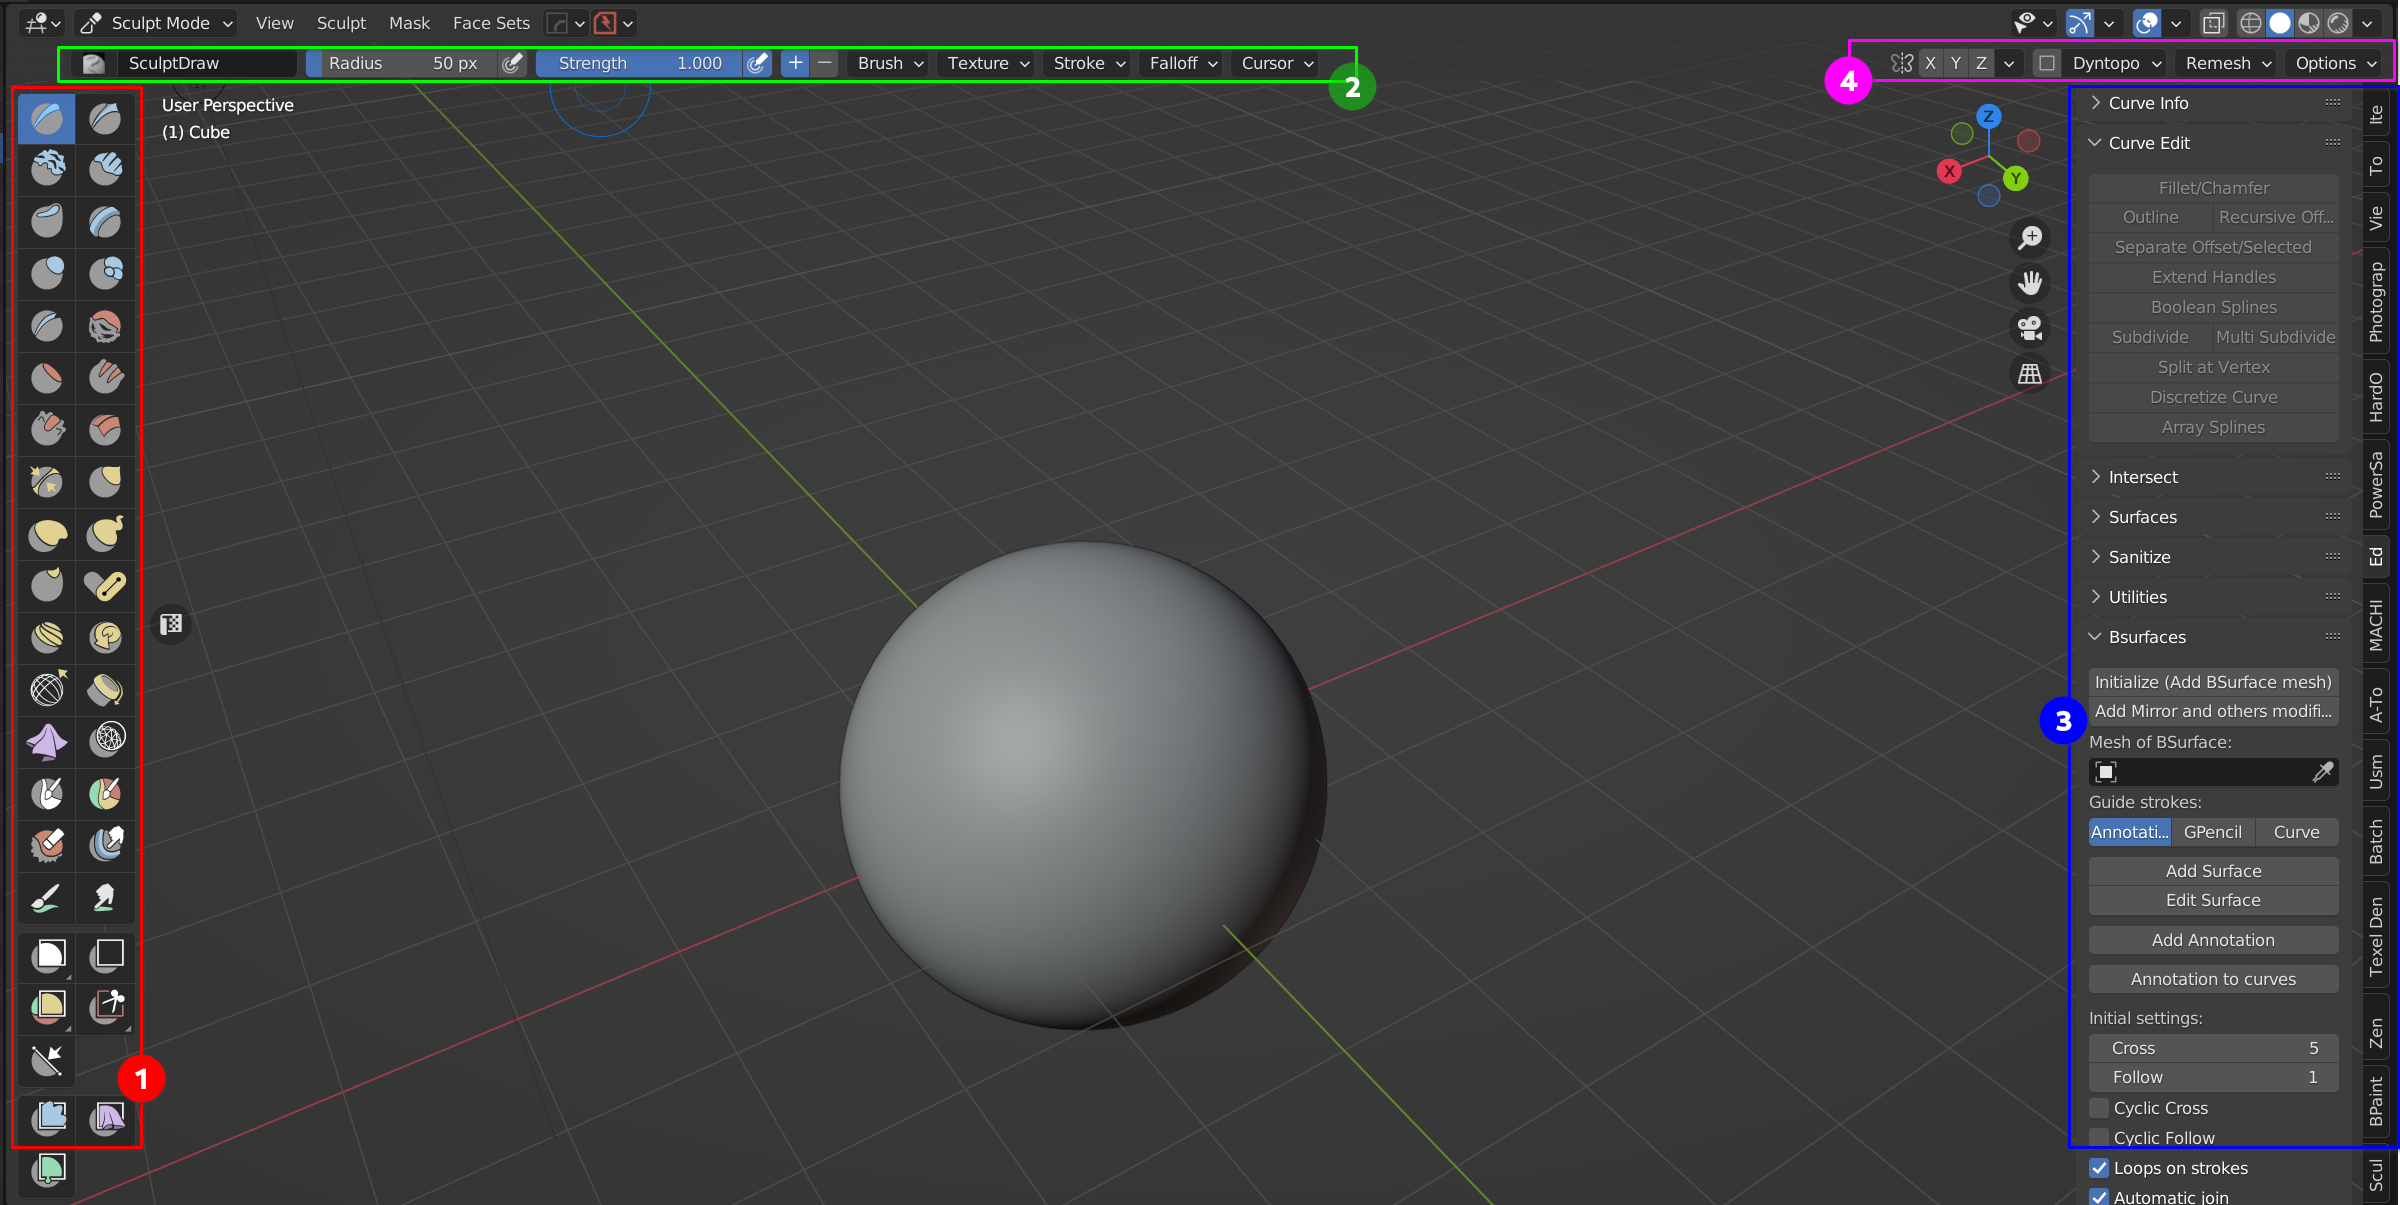 Sculpt Mode View Sculpt Mask Face Sets
SculptDraw Radius 50 px Strength 1.000 + − Brush Texture Stroke Falloff Cursor
2
X Y Z Dyntopo Remesh Options
4
User Perspective
(1) Cube
Z
X
Y
1
3
Curve Info
Curve Edit
Fillet/Chamfer
Outline Recursive Off...
Separate Offset/Selected
Extend Handles
Boolean Splines
Subdivide Multi Subdivide
Split at Vertex
Discretize Curve
Array Splines
Intersect
Surfaces
Sanitize
Utilities
Bsurfaces
Initialize (Add BSurface mesh)
Add Mirror and others modifi...
Mesh of BSurface:
Guide strokes:
Annotati... GPencil Curve
Add Surface
Edit Surface
Add Annotation
Annotation to curves
Initial settings:
Cross 5
Follow 1
Cyclic Cross
Cyclic Follow
Loops on strokes
Automatic join
Ite
To
Vie
Photograp
HardO
PowerSa
Ed
MACHI
A-To
Usm
Batch
Texel Den
Zen
BPaint
Scul